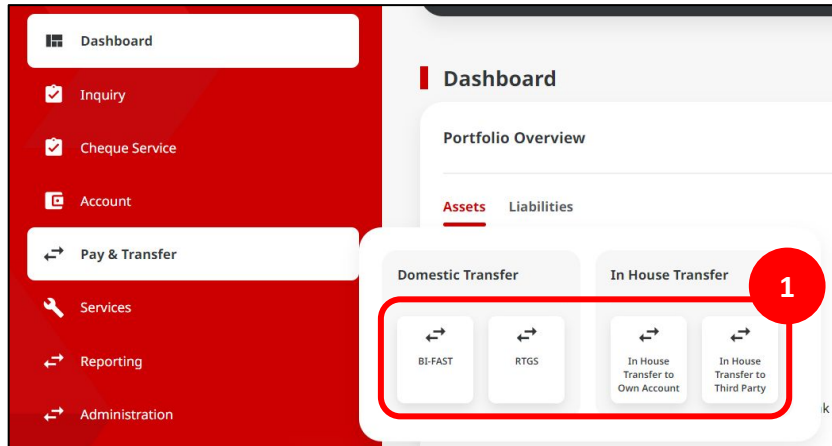 Dashboard
Inquiry
Cheque Service
Account
Pay & Transfer
Services
Reporting
Administration
Dashboard
Portfolio Overview
Assets Liabilities
Domestic Transfer
BI-FAST
RTGS
In House Transfer
In House
Transfer to
Own Account
In House
Transfer to
Third Party
1